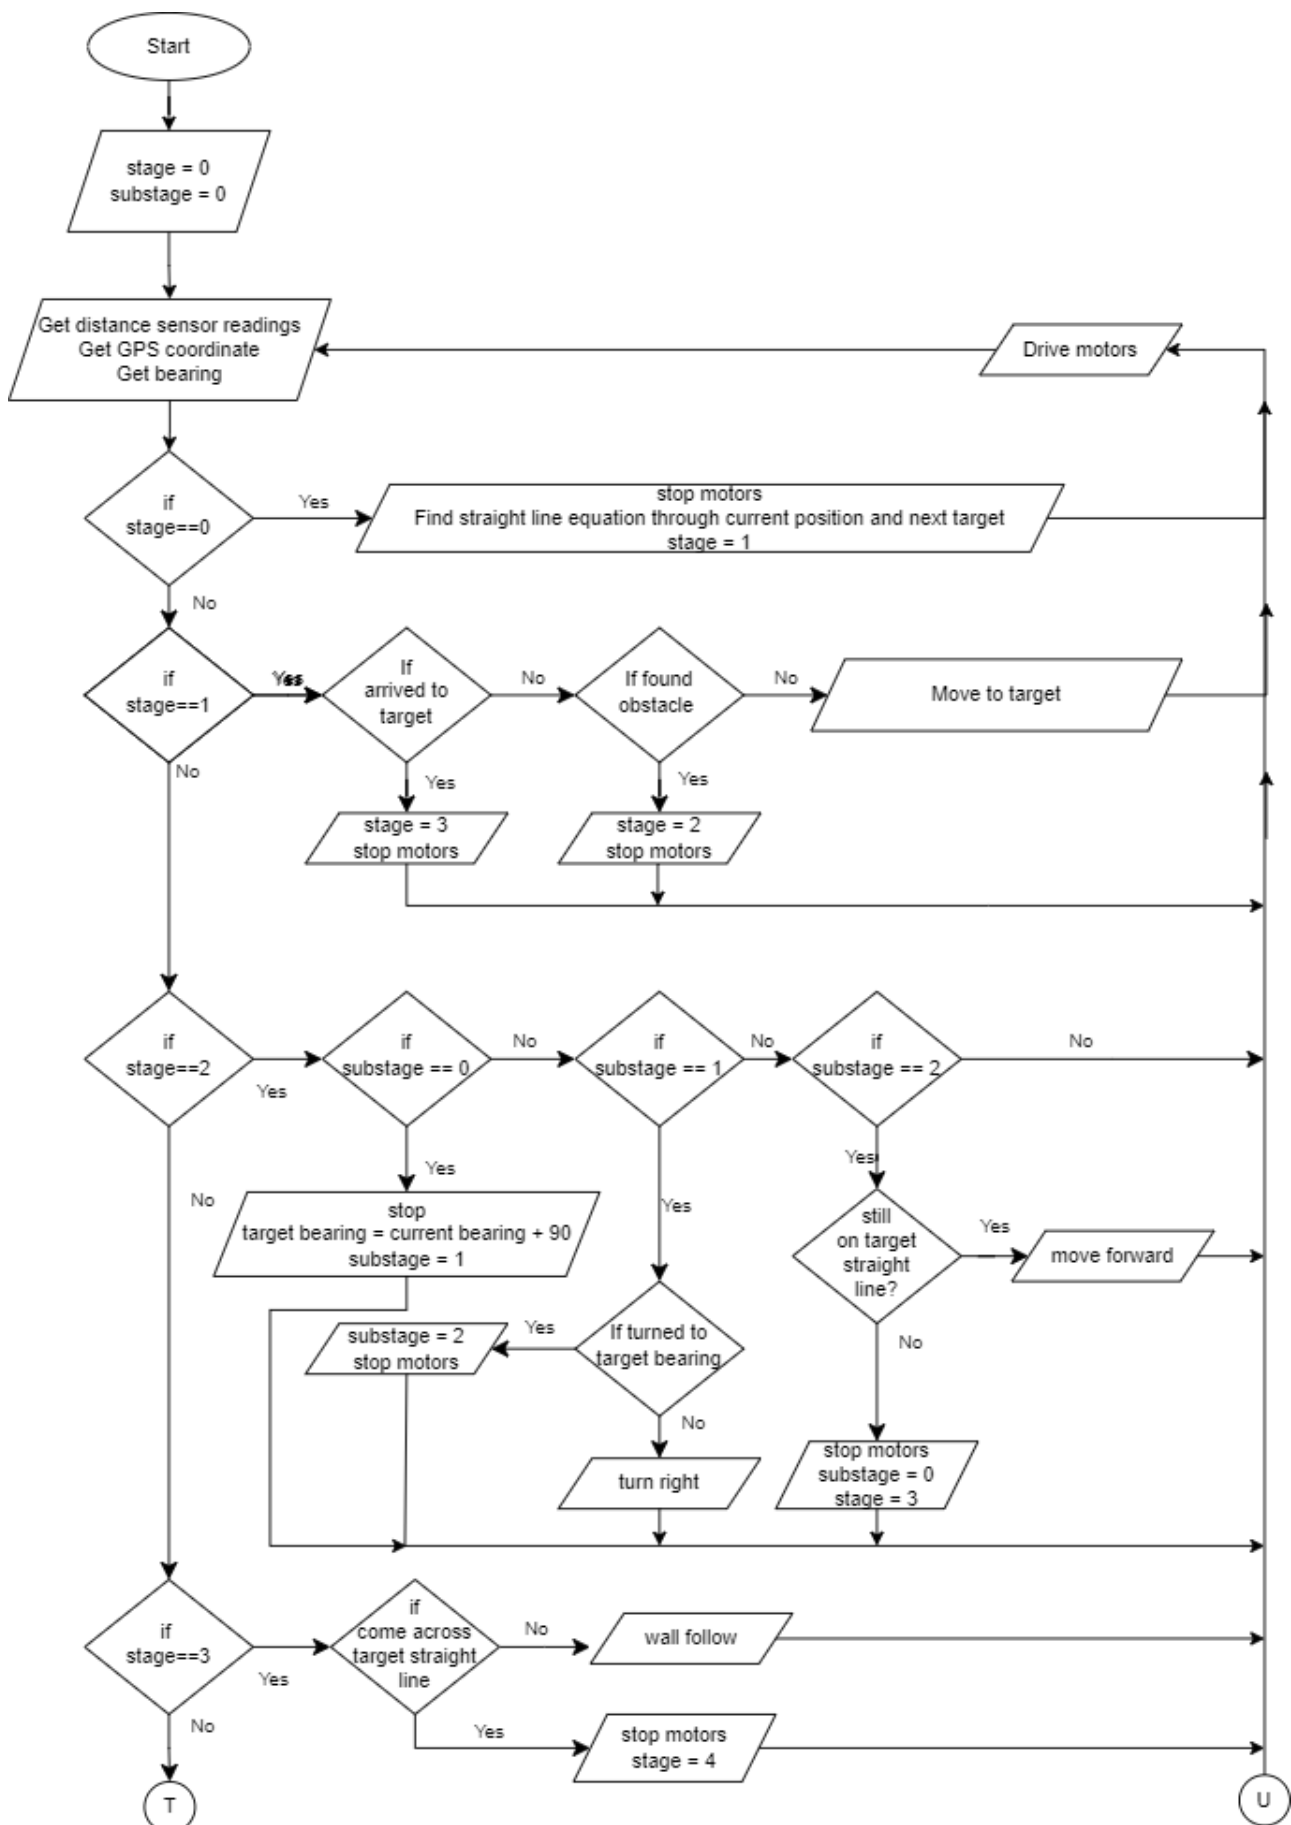 Start
stage = 0
substage = 0
Get distance sensor readings
Get GPS coordinate
Get bearing
Drive motors
if
stage==0
Yes
stop motors
Find straight line equation through current position and next target
stage = 1
No
if
stage==1
Yes
If
arrived to
target
No
If found
obstacle
No
Move to target
No
Yes
stage = 3
stop motors
Yes
stage = 2
stop motors
if
stage==2
Yes
if
substage == 0
No
if
substage == 1
No
if
substage == 2
No
No
Yes
stop
target bearing = current bearing + 90
substage = 1
Yes
Yes
still
on target
straight
line?
Yes
move forward
substage = 2
stop motors
Yes
If turned to
target bearing
No
No
turn right
stop motors
substage = 0
stage = 3
if
stage==3
Yes
if
come across
target straight
line
No
wall follow
No
Yes
stop motors
stage = 4
T
U